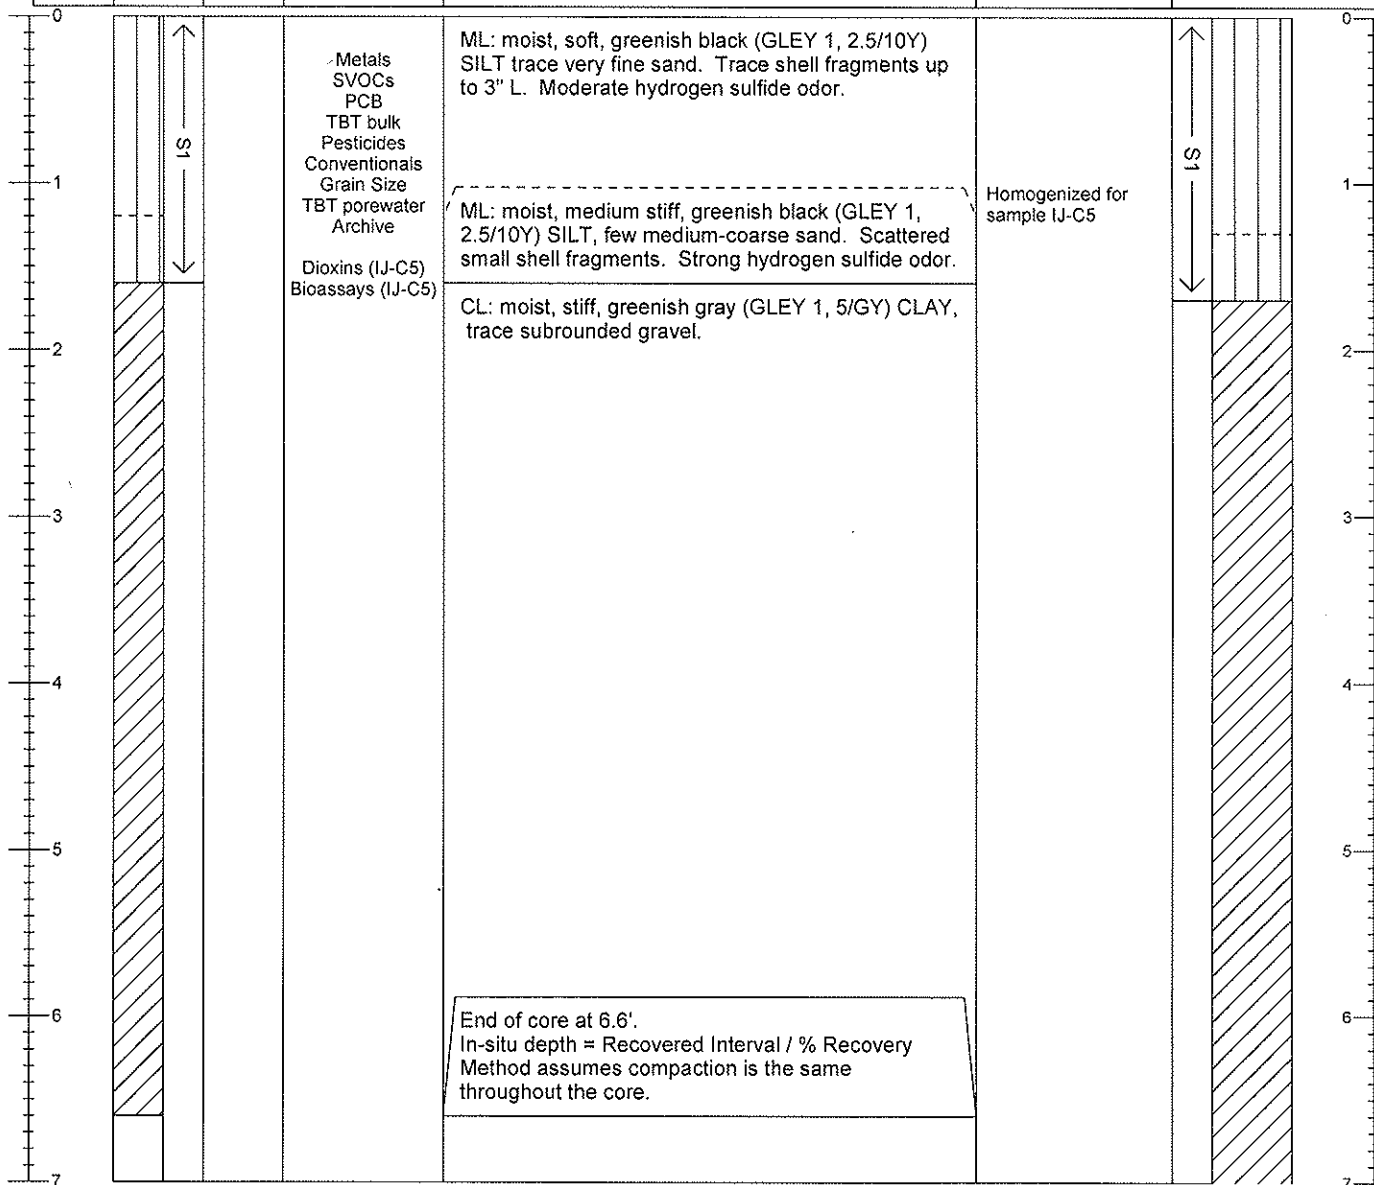 0
0
S1
Metals
SVOCs
PCB
TBT bulk
Pesticides
Conventionals
Grain Size
TBT porewater
Archive
Dioxins (IJ-C5)
Bioassays (IJ-C5)
ML: moist, soft, greenish black (GLEY 1, 2.5/10Y)
SILT trace very fine sand. Trace shell fragments up
to 3" L. Moderate hydrogen sulfide odor.
ML: moist, medium stiff, greenish black (GLEY 1,
2.5/10Y) SILT, few medium-coarse sand. Scattered
small shell fragments. Strong hydrogen sulfide odor.
CL: moist, stiff, greenish gray (GLEY 1, 5/GY) CLAY,
trace subrounded gravel.
Homogenized for
sample IJ-C5
S1
1
1
2
2
3
3
4
4
5
5
6
6
End of core at 6.6'.
In-situ depth = Recovered Interval / % Recovery
Method assumes compaction is the same
throughout the core.
7
7